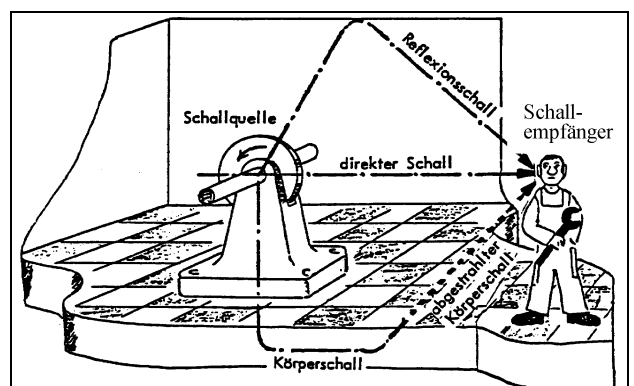 Reflexionsschall
Schall-
empfänger
Schallquelle
direkter Schall
abgestrahlter
Körperschall
Körperschall